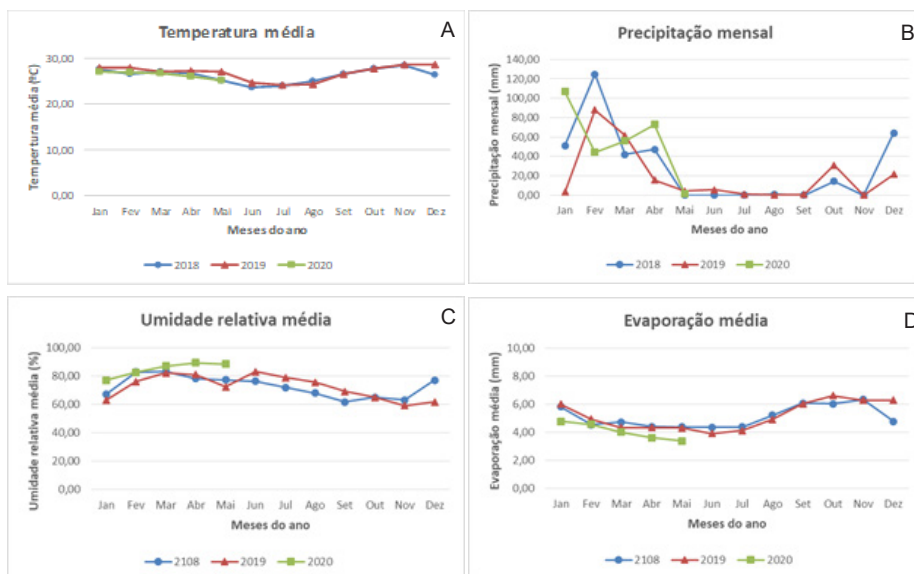 Temperatura média
A
Tempertura média (ºC)
30,00
20,00
10,00
0,00
Jan Fev Mar Abr Mai Jun Jul Ago Set Out Nov Dez
Meses do ano
2018 2019 2020
Precipitação mensal
B
Precipitação mensal (mm)
140,00
120,00
100,00
80,00
60,00
40,00
20,00
0,00
Jan Fev Mar Abr Mai Jun Jul Ago Set Out Nov Dez
Meses do ano
2018 2019 2020
Umidade relativa média
C
Umidade relativa média (%)
100,00
80,00
60,00
40,00
20,00
0,00
Jan Fev Mar Abr Mai Jun Jul Ago Set Out Nov Dez
Meses do ano
2108 2019 2020
Evaporação média
D
Evaporação média (mm)
10,00
8,00
6,00
4,00
2,00
0,00
Jan Fev Mar Abr Mai Jun Jul Ago Set Out Nov Dez
Meses do ano
2018 2019 2020